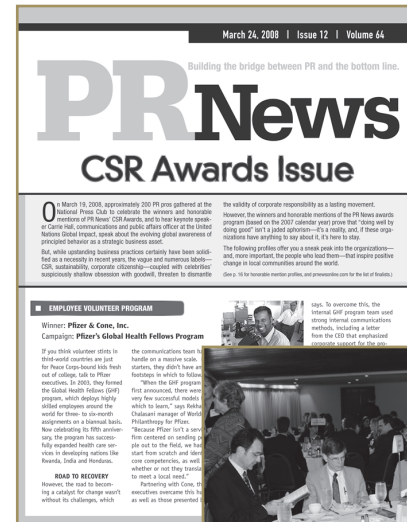 March 24, 2008 | Issue 12 | Volume 64
Building the bridge between PR and the bottom line.
PR News
CSR Awards Issue
On March 19, 2008, approximately 200 PR pros gathered at the
National Press Club to celebrate the winners and honorable
mentions of PR News' CSR Awards, and to hear keynote speak-
er Carrie Hall, communications and public affairs officer at the United
Nations Global Impact, speak about the evolving global awareness of
principled behavior as a strategic business asset.
But, while upstanding business practices certainly have been solidi-
fied as a necessity in recent years, the vague and numerous labels—
CSR, sustainability, corporate citizenship—coupled with celebrities'
suspiciously shallow obsession with goodwill, threaten to dismantle
the validity of corporate responsibility as a lasting movement.
However, the winners and honorable mentions of the PR News awards
program (based on the 2007 calendar year) prove that "doing well by
doing good" isn't a jaded aphorism—it's a reality, and, if these orga-
nizations have anything to say about it, it's here to stay.
The following profiles offer you a sneak peak into the organizations—
and, more important, the people who lead them—that inspire positive
change in local communities around the world.
(See p. 16 for honorable mention profiles, and prnewsonline.com for the list of finalists.)
EMPLOYEE VOLUNTEER PROGRAM
Winner: Pfizer & Cone, Inc.
Campaign: Pfizer's Global Health Fellows Program
If you think volunteer stints in
third-world countries are just
for Peace Corps-bound kids fresh
out of college, talk to Pfizer
executives. In 2003, they formed
the Global Health Fellows (GHF)
program, which deploys highly
skilled employees around the
world for three- to six-month
assignments on a biannual basis.
Now celebrating its fifth anniver-
sary, the program has success-
fully expanded health care ser-
vices in developing nations like
Rwanda, India and Honduras.
ROAD TO RECOVERY
However, the road to becom-
ing a catalyst for change wasn't
without its challenges, which
the communications team ha
handle on a massive scale.
starters, they didn't have an
footsteps in which to follow.
"When the GHF program
first announced, there were
very few successful models
which to learn," says Rekha
Chalasani manager of World
Philanthropy for Pfizer.
"Because Pfizer isn't a serv
firm centered on sending p
ple out to the field, we had
start from scratch and iden
core competencies, as well
whether or not they transla
to meet a local need."
Partnering with Cone, th
executives overcame this hu
as well as those presented
says. To overcome this, the
internal GHF program team used
strong internal communications
methods, including a letter
from the CEO that emphasized
corporate support for the pro-